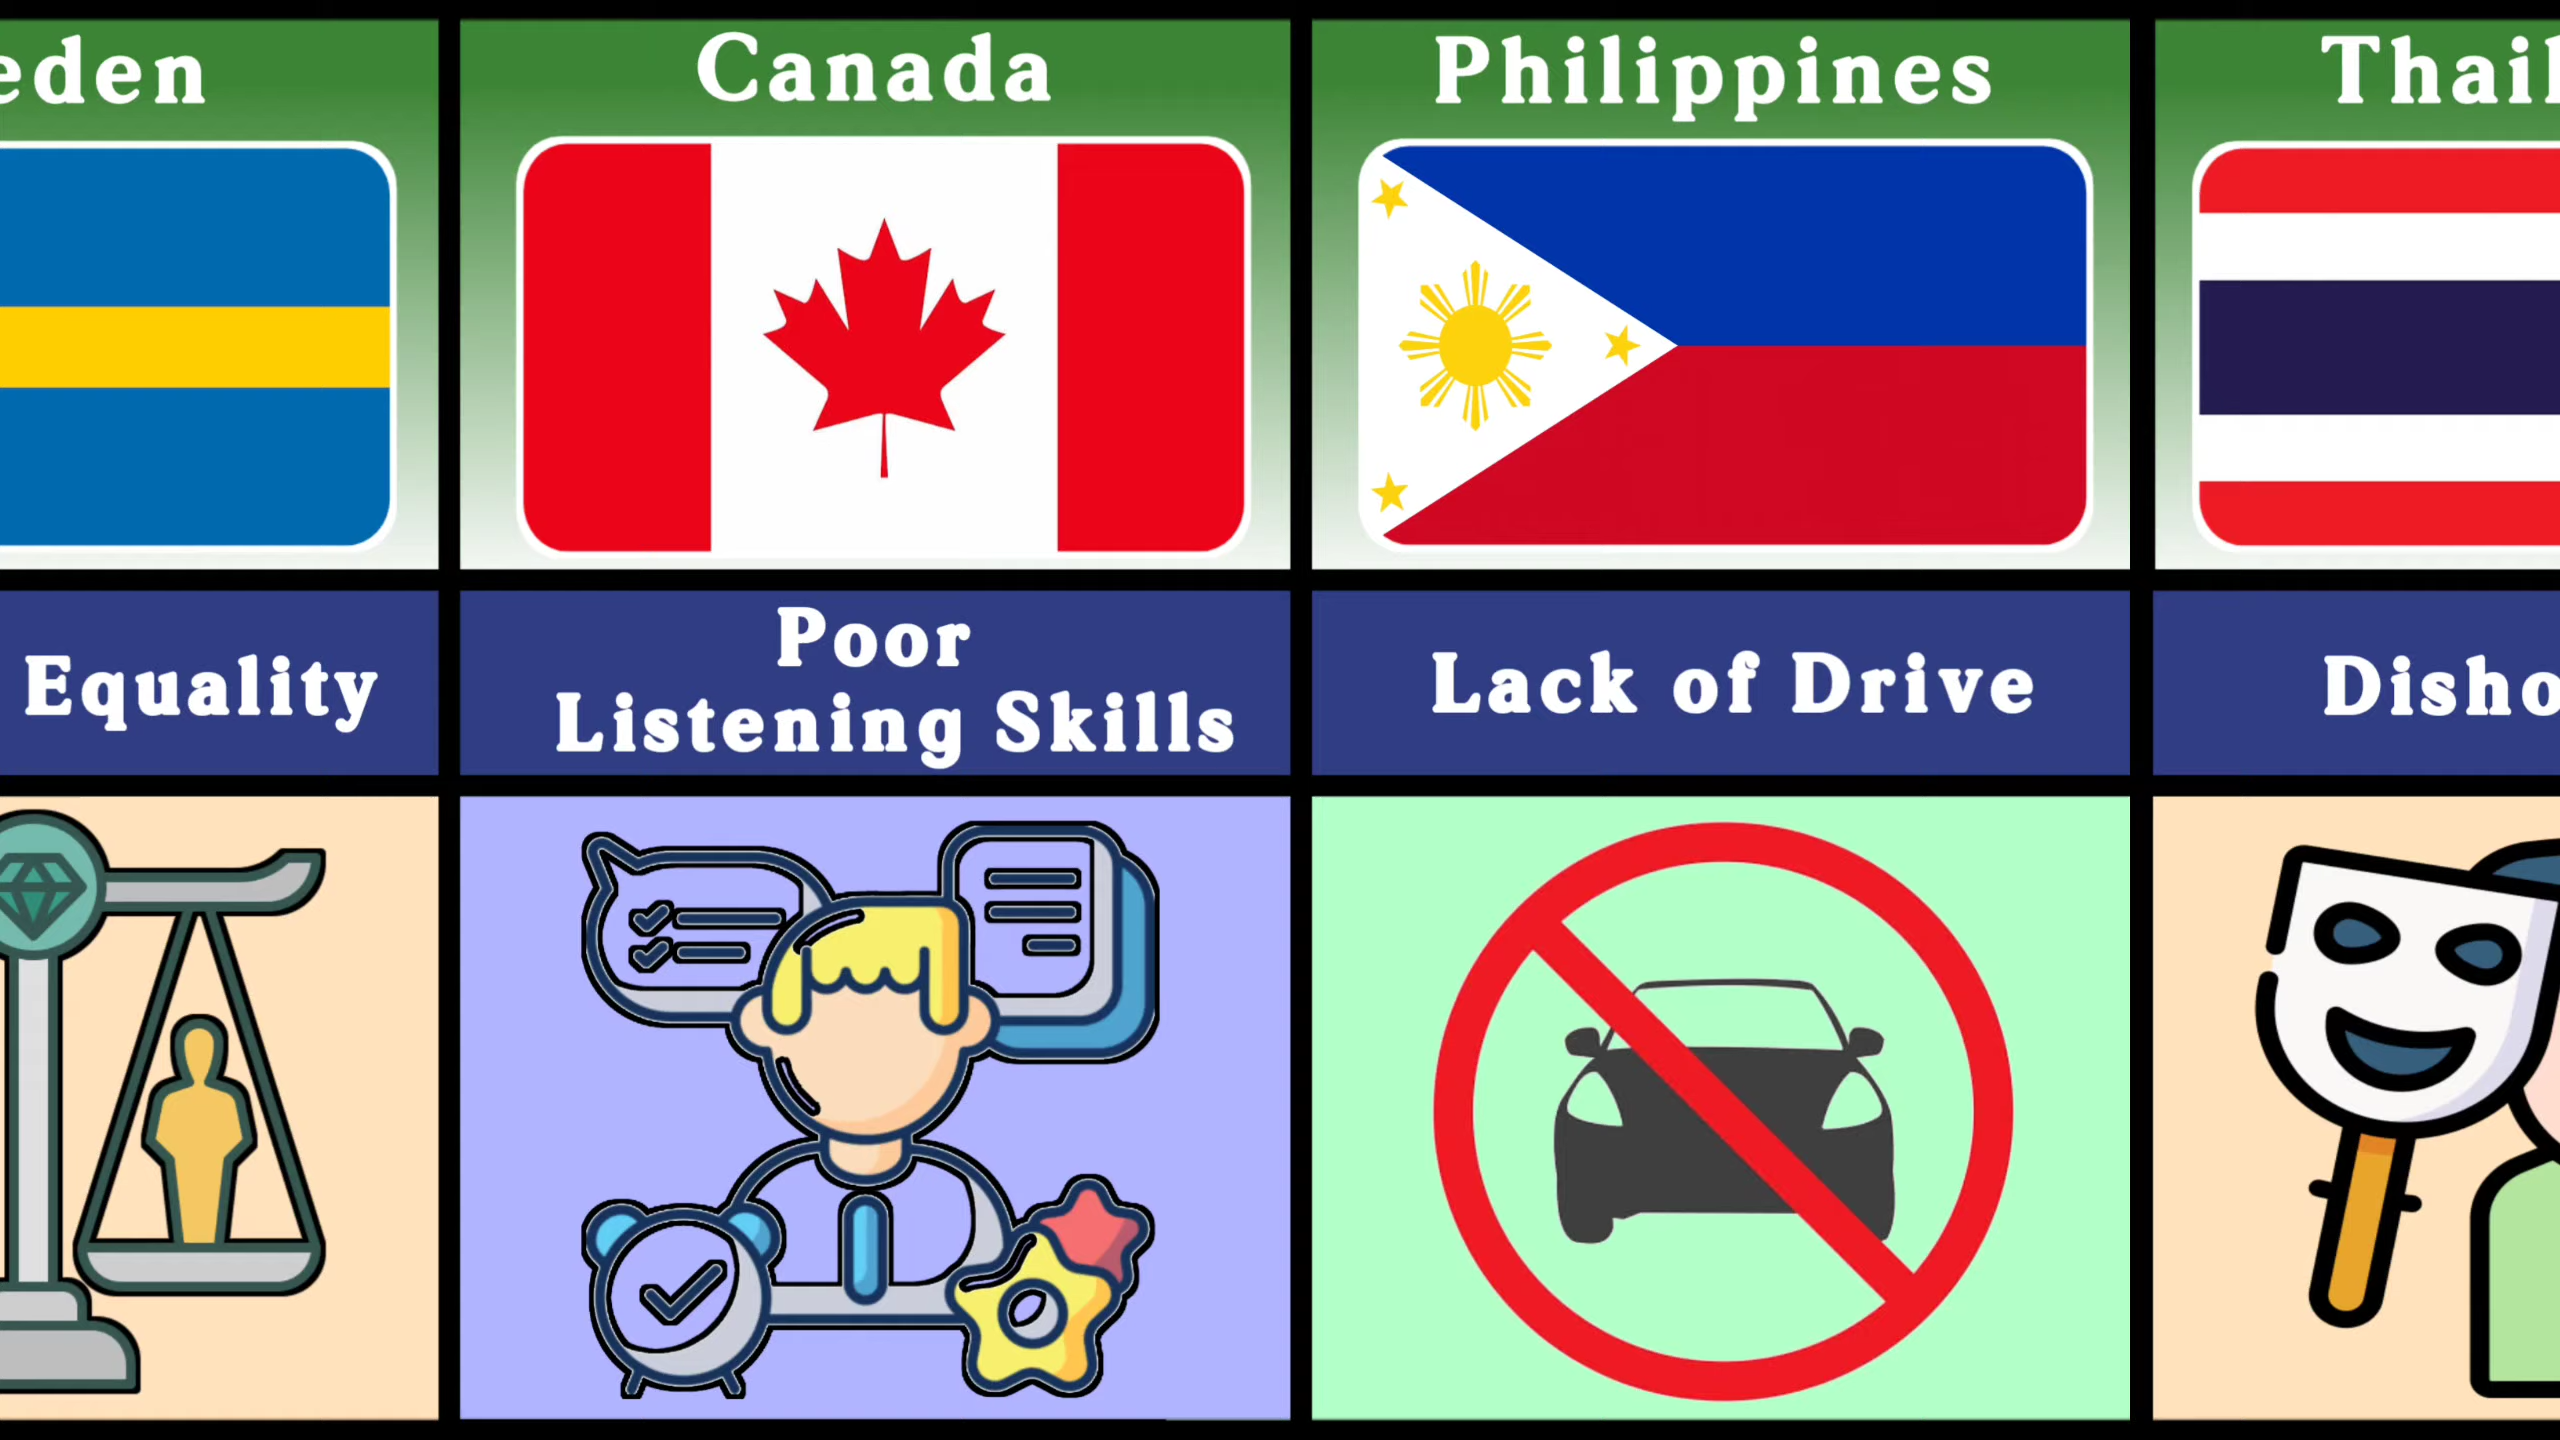 eden
Canada
Philippines
Thail
Equality
Poor
Listening Skills
Lack of Drive
Disho